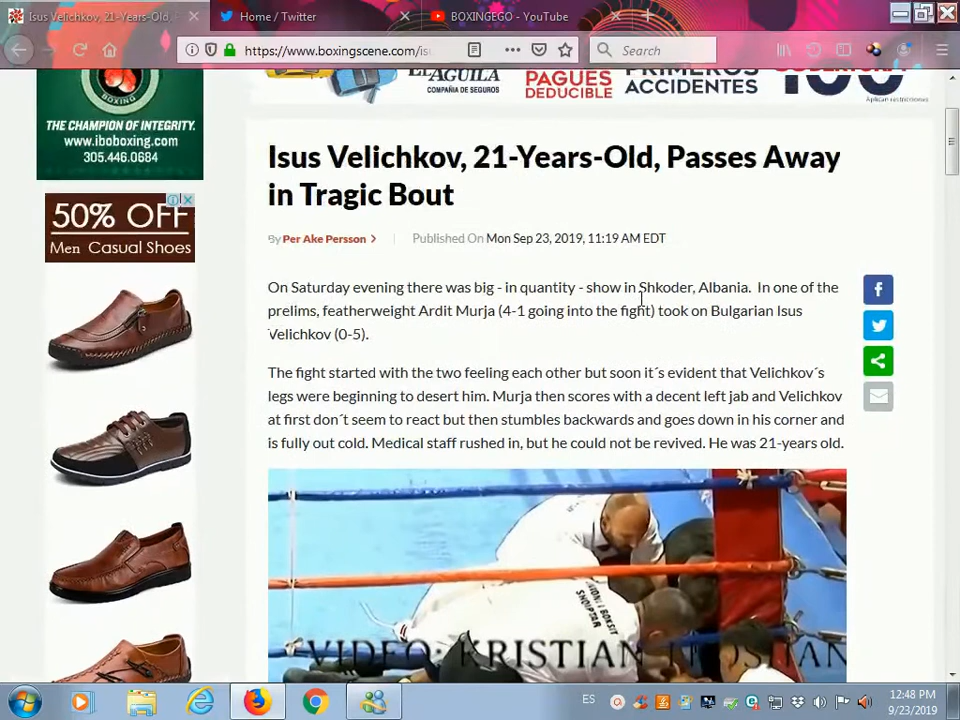 Isus Velichkov, 21-Years-Old,
Home / Twitter
BOXINGEGO - YouTube
https://www.boxingscene.com/is
Search
BOXING
THE CHAMPION OF INTEGRITY.
www.iboboxing.com
305.446.0684
EL AGUILA
COMPAÑIA DE SEGUROS
PAGUES
DEDUCIBLE
PRIMEROS
ACCIDENTES
100
Aplican restricciones
Isus Velichkov, 21-Years-Old, Passes Away
in Tragic Bout
By Per Ake Persson > | Published On Mon Sep 23, 2019, 11:19 AM EDT
50% OFF
Men Casual Shoes
On Saturday evening there was big - in quantity - show in Shkoder, Albania. In one of the
prelims, featherweight Ardit Murja (4-1 going into the fight) took on Bulgarian Isus
Velichkov (0-5).
The fight started with the two feeling each other but soon it´s evident that Velichkov´s
legs were beginning to desert him. Murja then scores with a decent left jab and Velichkov
at first don´t seem to react but then stumbles backwards and goes down in his corner and
is fully out cold. Medical staff rushed in, but he could not be revived. He was 21-years old.
BOKSIT
SHQIPTAR
VIDEO: KRISTIAN
ES
12:48 PM
9/23/2019